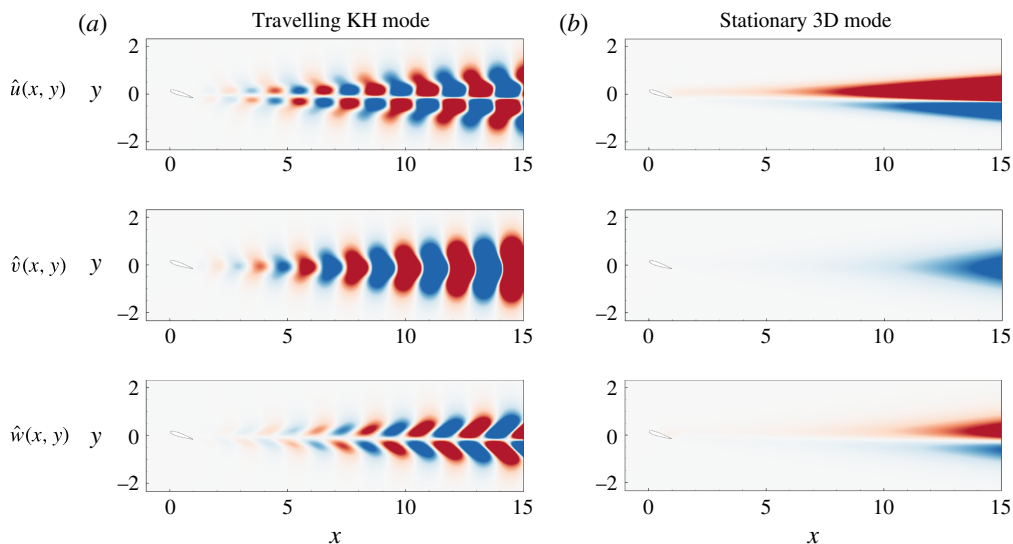 (a) Travelling KH mode (b) Stationary 3D mode
û(x, y) y 2 0 –2 0 5 10 15 2 0 –2 0 5 10 15
v̂(x, y) y 2 0 –2 0 5 10 15 2 0 –2 0 5 10 15
ŵ(x, y) y 2 0 –2 0 5 10 15 2 0 –2 0 5 10 15
x x